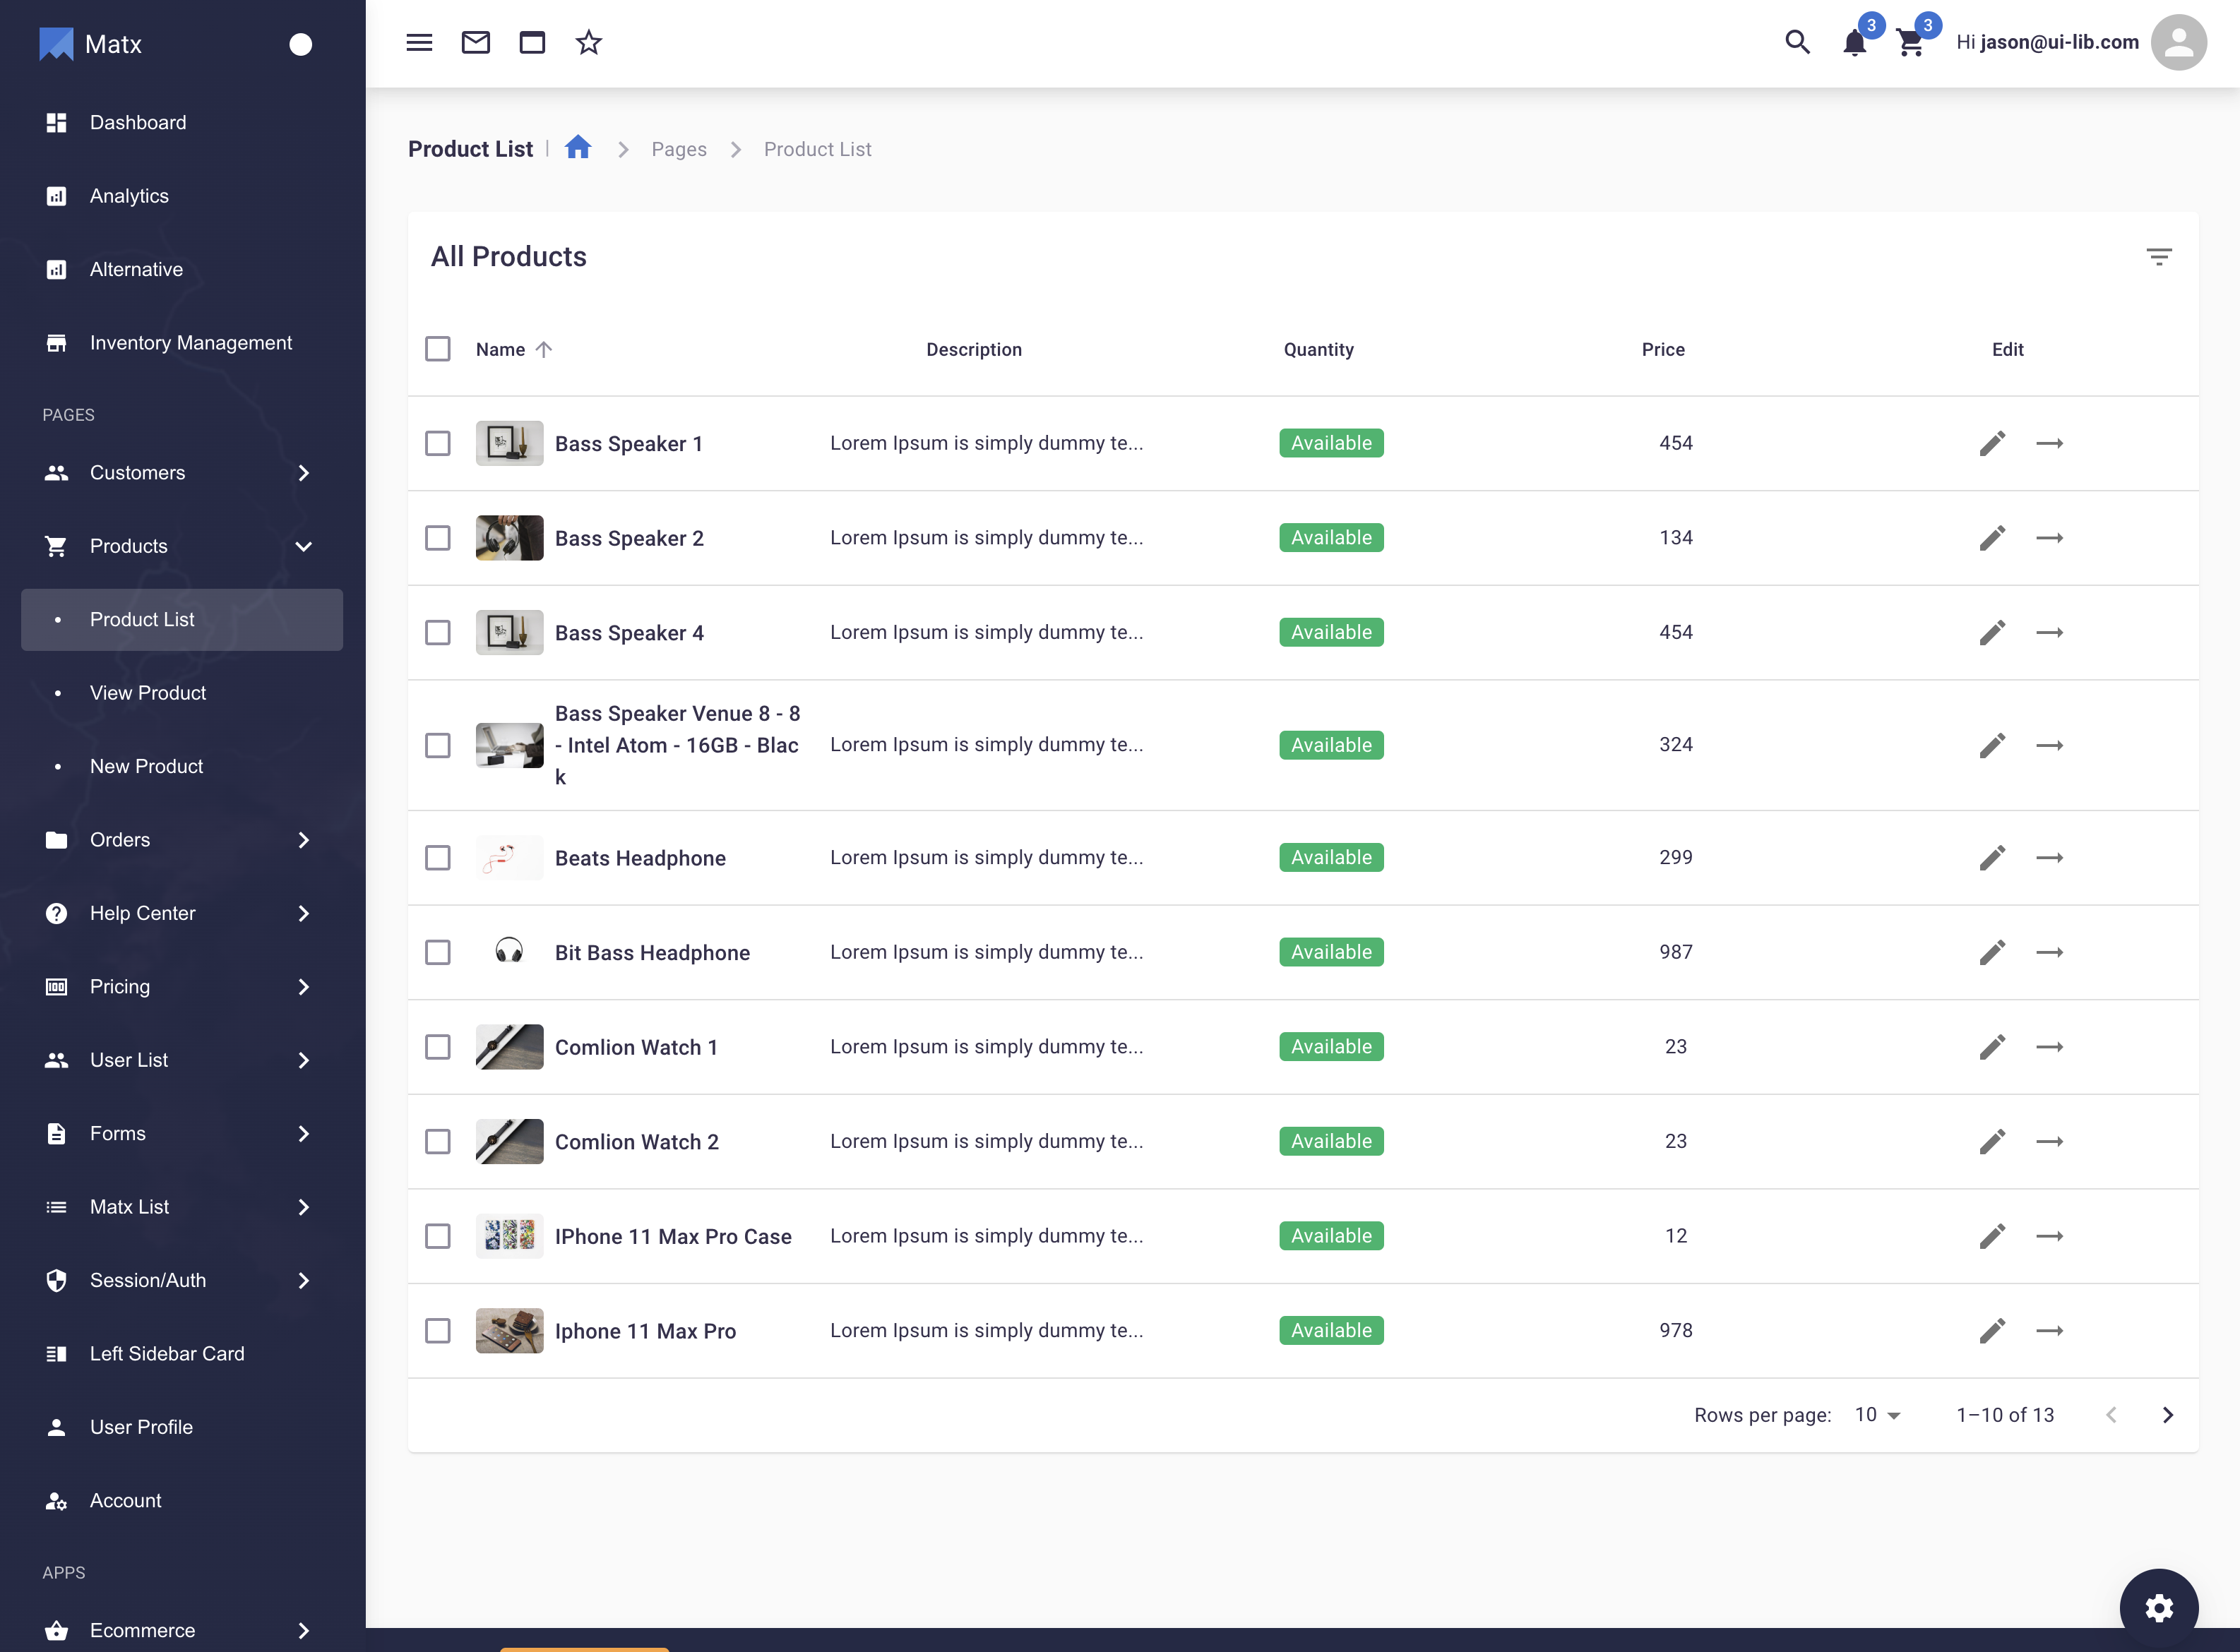 Matx
Dashboard
Analytics
Alternative
Inventory Management
PAGES
Customers
Products
Product List
View Product
New Product
Orders
Help Center
Pricing
User List
Forms
Matx List
Session/Auth
Left Sidebar Card
User Profile
Account
APPS
Ecommerce
3
3
Hi jason@ui-lib.com
Product List
Pages
Product List
All Products
Name Description Quantity Price Edit
Bass Speaker 1 Lorem Ipsum is simply dummy te... Available 454
Bass Speaker 2 Lorem Ipsum is simply dummy te... Available 134
Bass Speaker 4 Lorem Ipsum is simply dummy te... Available 454
Bass Speaker Venue 8 - 8
- Intel Atom - 16GB - Blac
k
Lorem Ipsum is simply dummy te... Available 324
Beats Headphone Lorem Ipsum is simply dummy te... Available 299
Bit Bass Headphone Lorem Ipsum is simply dummy te... Available 987
Comlion Watch 1 Lorem Ipsum is simply dummy te... Available 23
Comlion Watch 2 Lorem Ipsum is simply dummy te... Available 23
IPhone 11 Max Pro Case Lorem Ipsum is simply dummy te... Available 12
Iphone 11 Max Pro Lorem Ipsum is simply dummy te... Available 978
Rows per page: 10 1–10 of 13